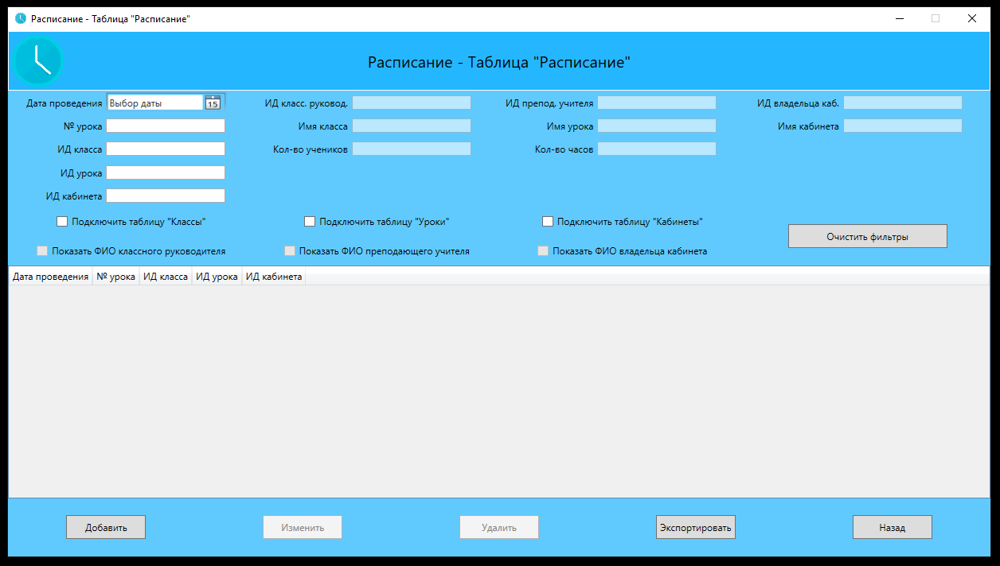 Расписание - Таблица "Расписание"
Расписание - Таблица "Расписание"
Дата проведения Выбор даты 15 ИД класс. руковод. ИД препод. учителя ИД владельца каб.
№ урока Имя класса Имя урока Имя кабинета
ИД класса Кол-во учеников Кол-во часов
ИД урока
ИД кабинета
Подключить таблицу "Классы" Подключить таблицу "Уроки" Подключить таблицу "Кабинеты"
Очистить фильтры
Показать ФИО классного руководителя Показать ФИО преподающего учителя Показать ФИО владельца кабинета
Дата проведения № урока ИД класса ИД урока ИД кабинета
Добавить Изменить Удалить Экспортировать Назад